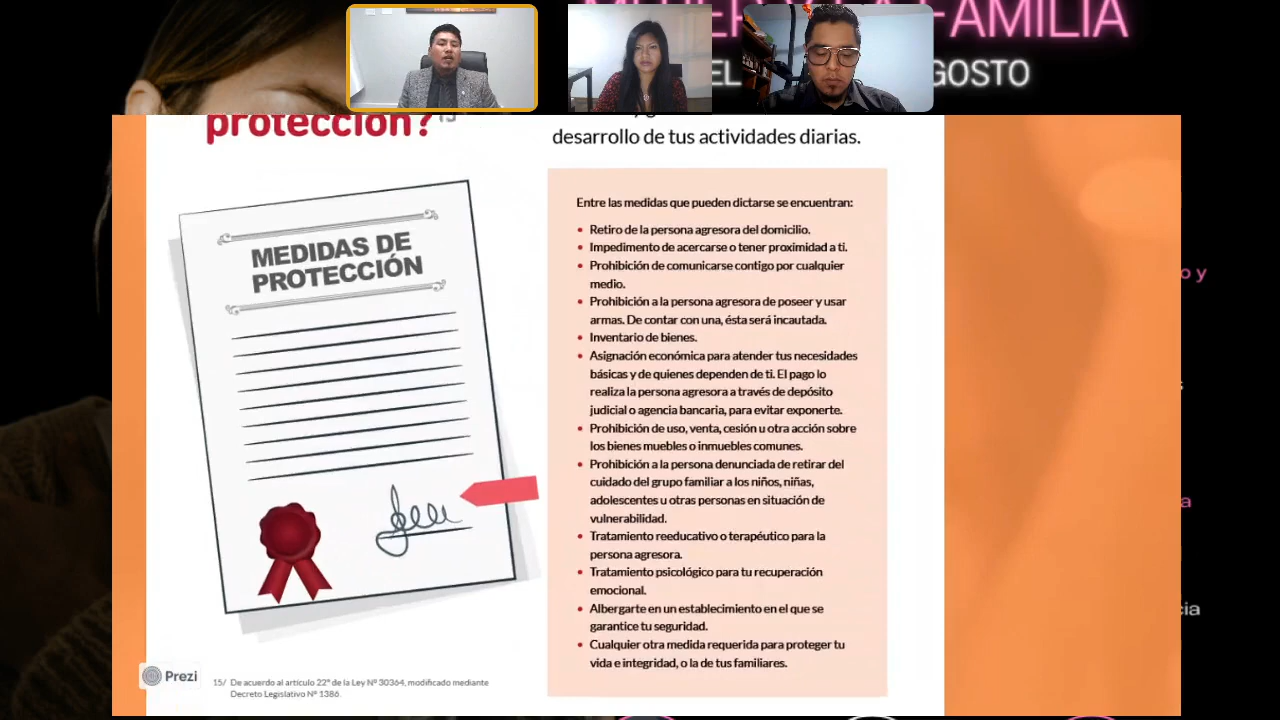 FAMILIA
EL
GOSTO
protección? 15
desarrollo de tus actividades diarias.
MEDIDAS DE
PROTECCIÓN
Entre las medidas que pueden dictarse se encuentran:
• Retiro de la persona agresora del domicilio.
• Impedimento de acercarse o tener proximidad a ti.
• Prohibición de comunicarse contigo por cualquier
medio.
• Prohibición a la persona agresora de poseer y usar
armas. De contar con una, ésta será incautada.
• Inventario de bienes.
• Asignación económica para atender tus necesidades
básicas y de quienes dependen de ti. El pago lo
realiza la persona agresora a través de depósito
judicial o agencia bancaria, para evitar exponerte.
• Prohibición de uso, venta, cesión u otra acción sobre
los bienes muebles o inmuebles comunes.
• Prohibición a la persona denunciada de retirar del
cuidado del grupo familiar a los niños, niñas,
adolescentes u otras personas en situación de
vulnerabilidad.
• Tratamiento reeducativo o terapéutico para la
persona agresora.
• Tratamiento psicológico para tu recuperación
emocional.
• Albergarte en un establecimiento en el que se
garantice tu seguridad.
• Cualquier otra medida requerida para proteger tu
vida e integridad, o la de tus familiares.
Prezi
15/ De acuerdo al artículo 22º de la Ley Nº 30364, modificado mediante
Decreto Legislativo Nº 1386.
o y
s
a
cia